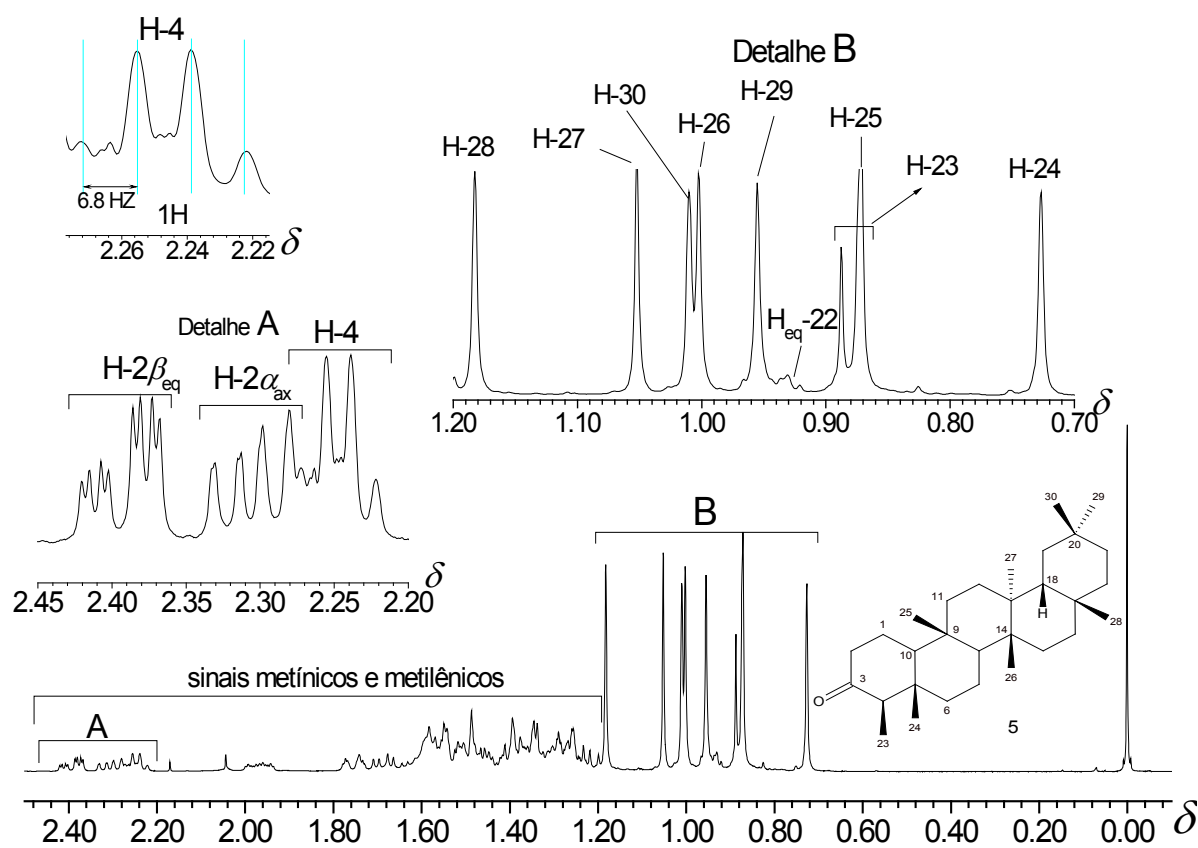 H-4
6.8 HZ
1H
2.26 2.24 2.22 δ
Detalhe B
H-28
H-27
H-30
H-26
H-29
H-25
H-23
H-24
Heq-22
1.20 1.10 1.00 0.90 0.80 0.70 δ
Detalhe A
H-2βeq
H-2αax
H-4
2.45 2.40 2.35 2.30 2.25 2.20 δ
sinais metínicos e metilênicos
A
B
30
29
20
27
18
H
11
25
1
9
14
28
10
26
3
O
6
24
23
5
2.40 2.20 2.00 1.80 1.60 1.40 1.20 1.00 0.80 0.60 0.40 0.20 0.00 δ